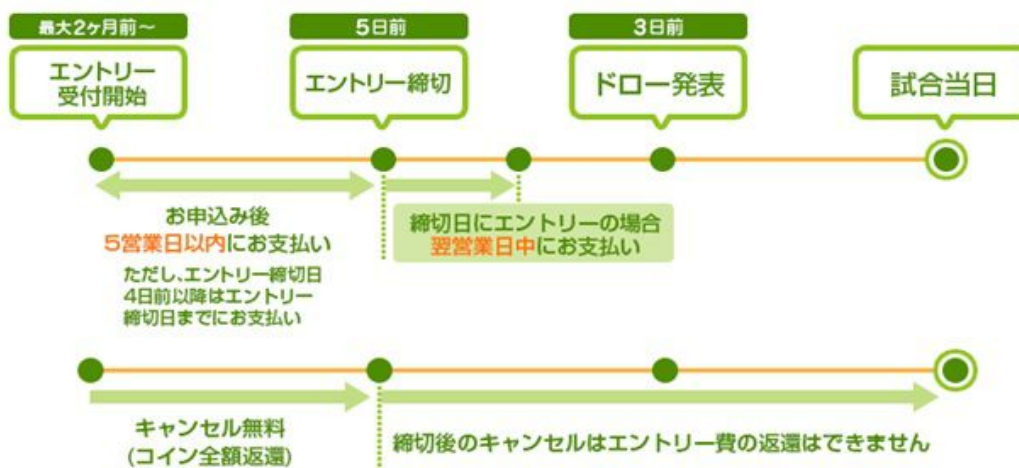 最大2ヶ月前～
エントリー
受付開始
5日前
エントリー締切
3日前
ドロー発表
試合当日
お申込み後
5営業日以内にお支払い
ただし、エントリー締切日
4日前以降はエントリー
締切日までにお支払い
締切日にエントリーの場合
翌営業日中にお支払い
キャンセル無料
(コイン全額返還)
締切後のキャンセルはエントリー費の返還はできません